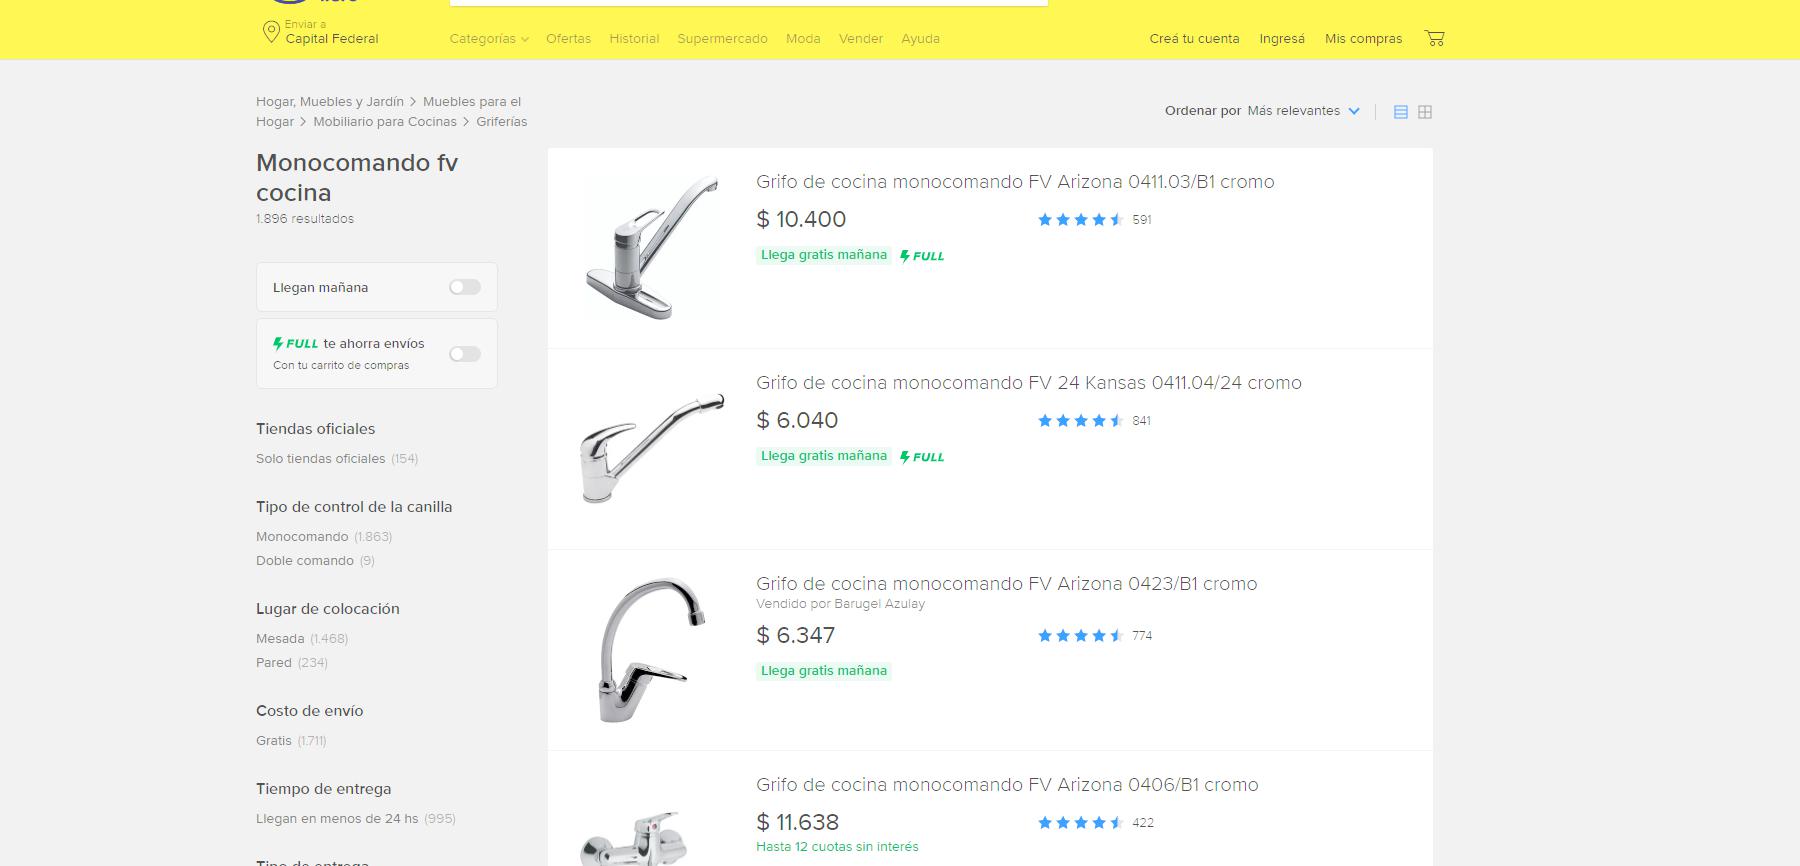 Enviar a
Capital Federal
Categorías
Ofertas
Historial
Supermercado
Moda
Vender
Ayuda
Creá tu cuenta
Ingresá
Mis compras
Hogar, Muebles y Jardín > Muebles para el
Hogar > Mobiliario para Cocinas > Griferías
Ordenar por Más relevantes
Monocomando fv
cocina
1.896 resultados
Llegan mañana
FULL te ahorra envíos
Con tu carrito de compras
Tiendas oficiales
Solo tiendas oficiales (154)
Tipo de control de la canilla
Monocomando (1.863)
Doble comando (9)
Lugar de colocación
Mesada (1.468)
Pared (234)
Costo de envío
Gratis (1.711)
Tiempo de entrega
Llegan en menos de 24 hs (995)
Tipo de entrega
Grifo de cocina monocomando FV Arizona 0411.03/B1 cromo
$ 10.400
591
Llega gratis mañana FULL
Grifo de cocina monocomando FV 24 Kansas 0411.04/24 cromo
$ 6.040
841
Llega gratis mañana FULL
Grifo de cocina monocomando FV Arizona 0423/B1 cromo
Vendido por Barugel Azulay
$ 6.347
774
Llega gratis mañana
Grifo de cocina monocomando FV Arizona 0406/B1 cromo
$ 11.638
422
Hasta 12 cuotas sin interés